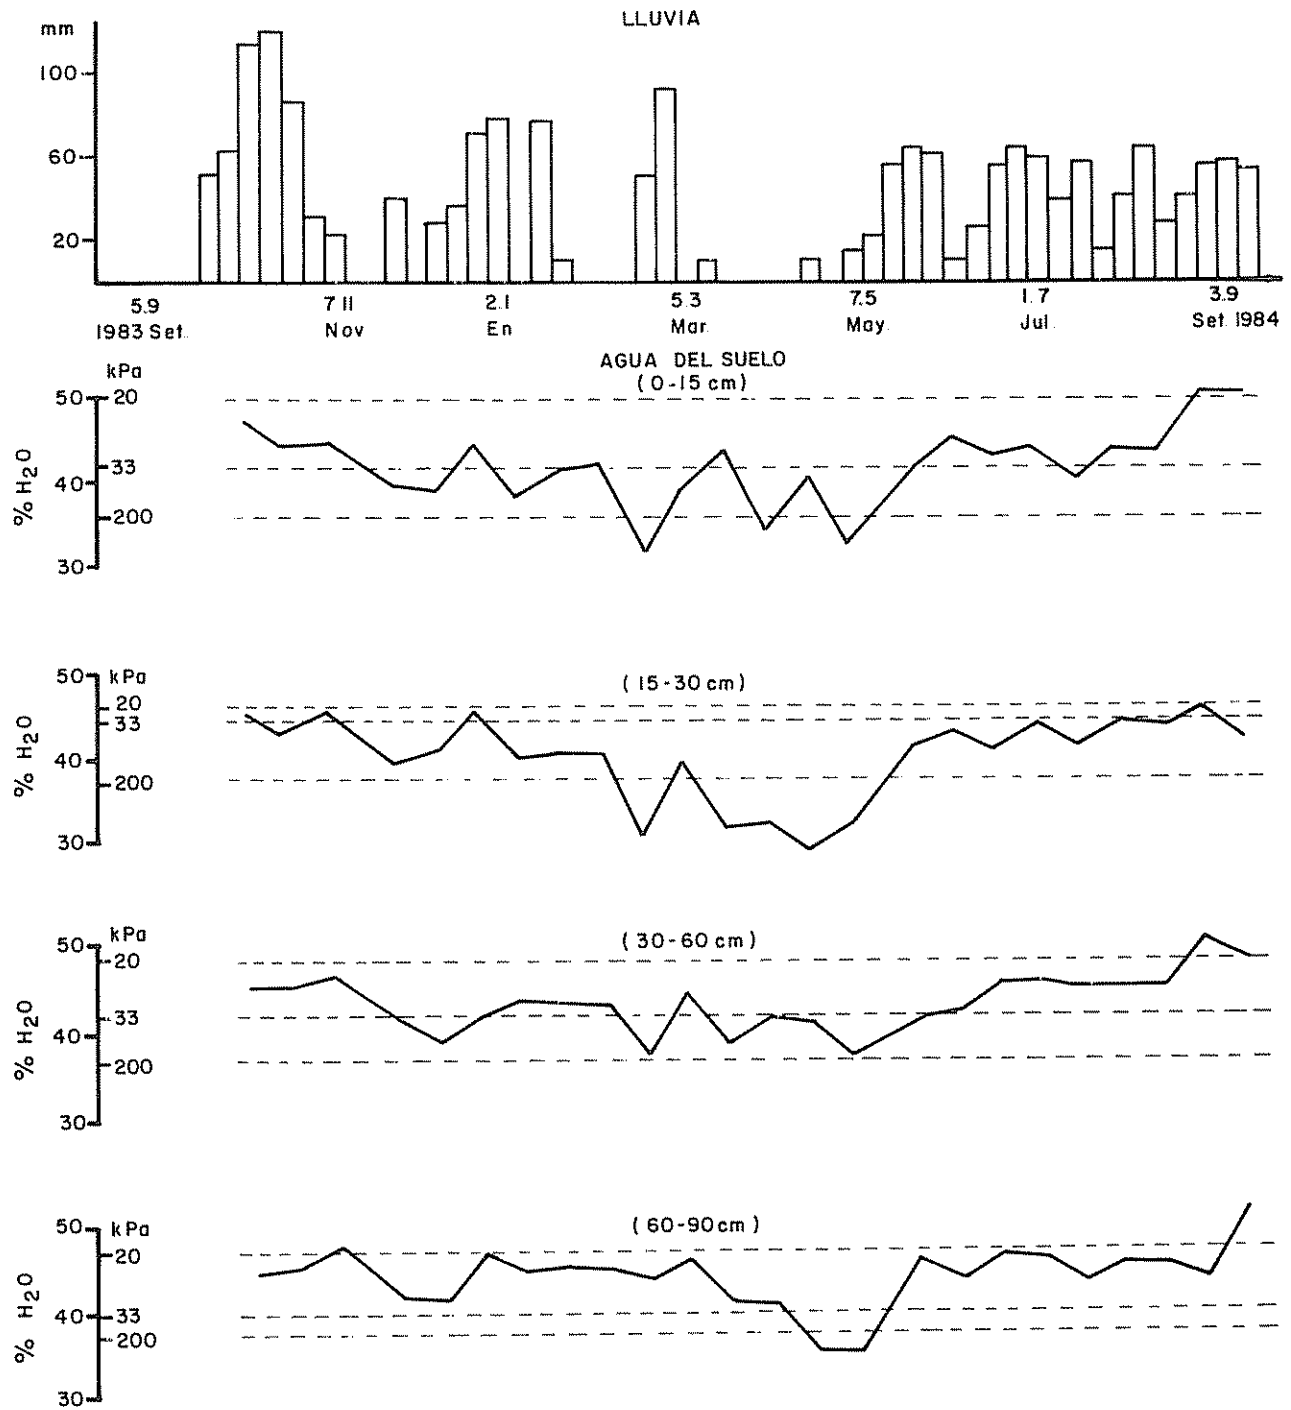 LLUVIA
mm
100
60
20
5.9 7 11 2.1 5.3 7.5 1.7 3.9
1983 Set. Nov En Mar. May. Jul. Set. 1984
AGUA DEL SUELO
(0-15 cm)
kPa
50 20
33
40
200
30
% H2O
(15-30 cm)
50 kPa
20
33
40
200
30
% H2O
(30-60 cm)
50 kPa
20
33
40
200
30
% H2O
(60-90 cm)
50 kPa
20
40 33
200
30
% H2O